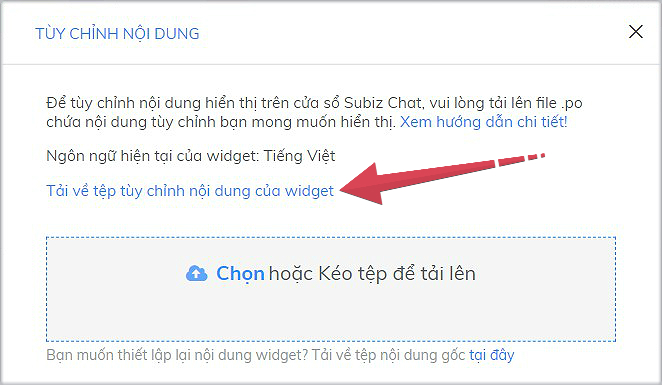 TÙY CHỈNH NỘI DUNG
Để tùy chỉnh nội dung hiển thị trên cửa sổ Subiz Chat, vui lòng tải lên file .po
chứa nội dung tùy chỉnh bạn mong muốn hiển thị. Xem hướng dẫn chi tiết!
Ngôn ngữ hiện tại của widget: Tiếng Việt
Tải về tệp tùy chỉnh nội dung của widget
Chọn hoặc Kéo tệp để tải lên
Bạn muốn thiết lập lại nội dung widget? Tải về tệp nội dung gốc tại đây